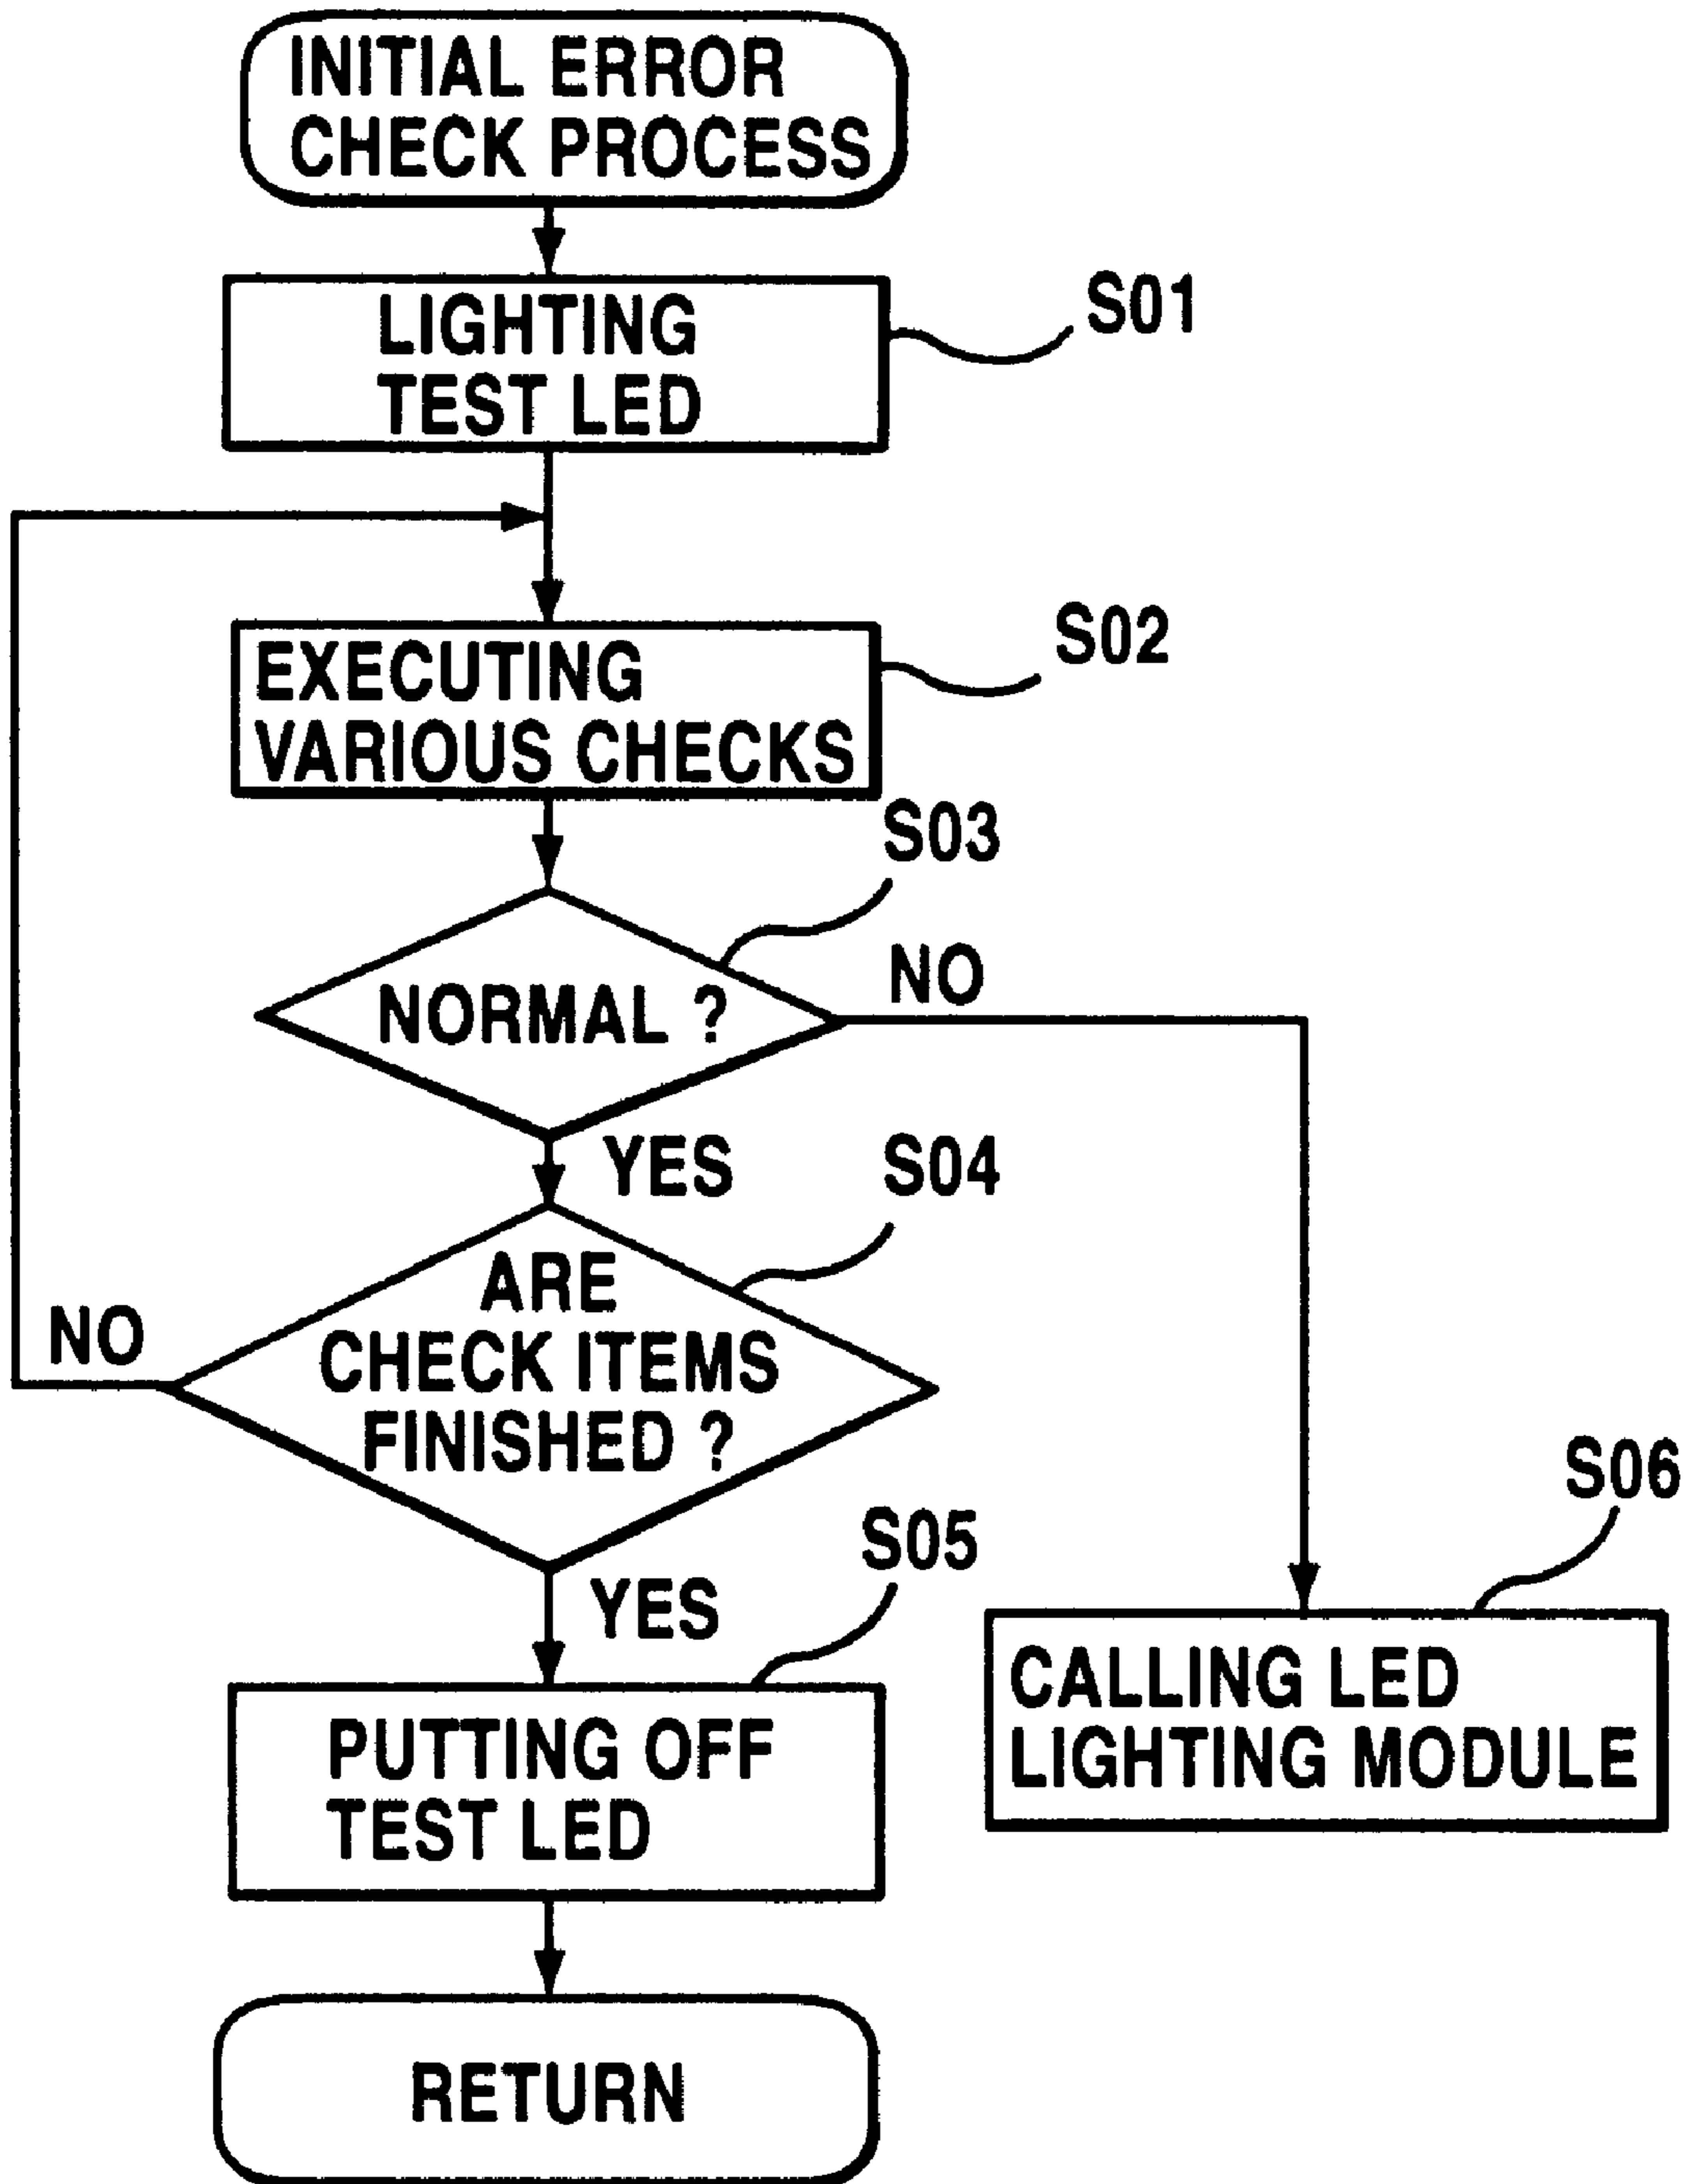 INITIAL ERROR
CHECK PROCESS
LIGHTING
TEST LED
S01
EXECUTING
VARIOUS CHECKS
S02
S03
NORMAL ?
NO
YES
S04
ARE
CHECK ITEMS
FINISHED ?
NO
YES
S05
PUTTING OFF
TEST LED
S06
CALLING LED
LIGHTING MODULE
RETURN